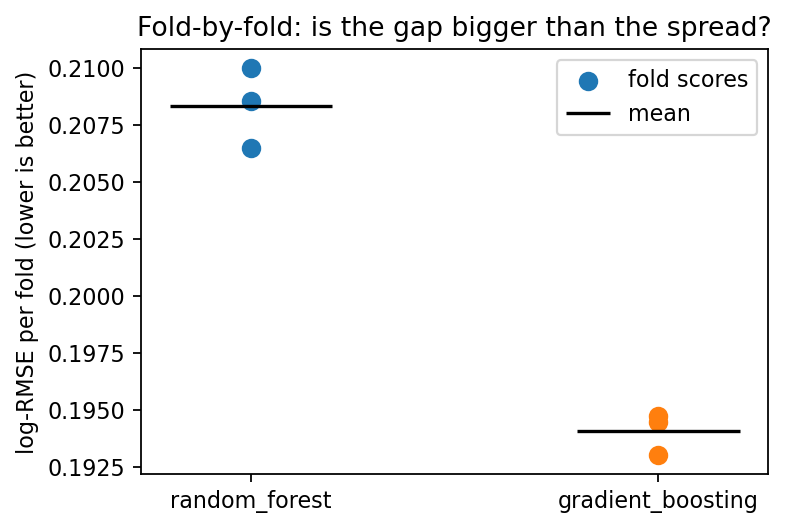 Fold-by-fold: is the gap bigger than the spread?
log-RMSE per fold (lower is better)
0.2100
0.2075
0.2050
0.2025
0.2000
0.1975
0.1950
0.1925
fold scores
mean
random_forest
gradient_boosting